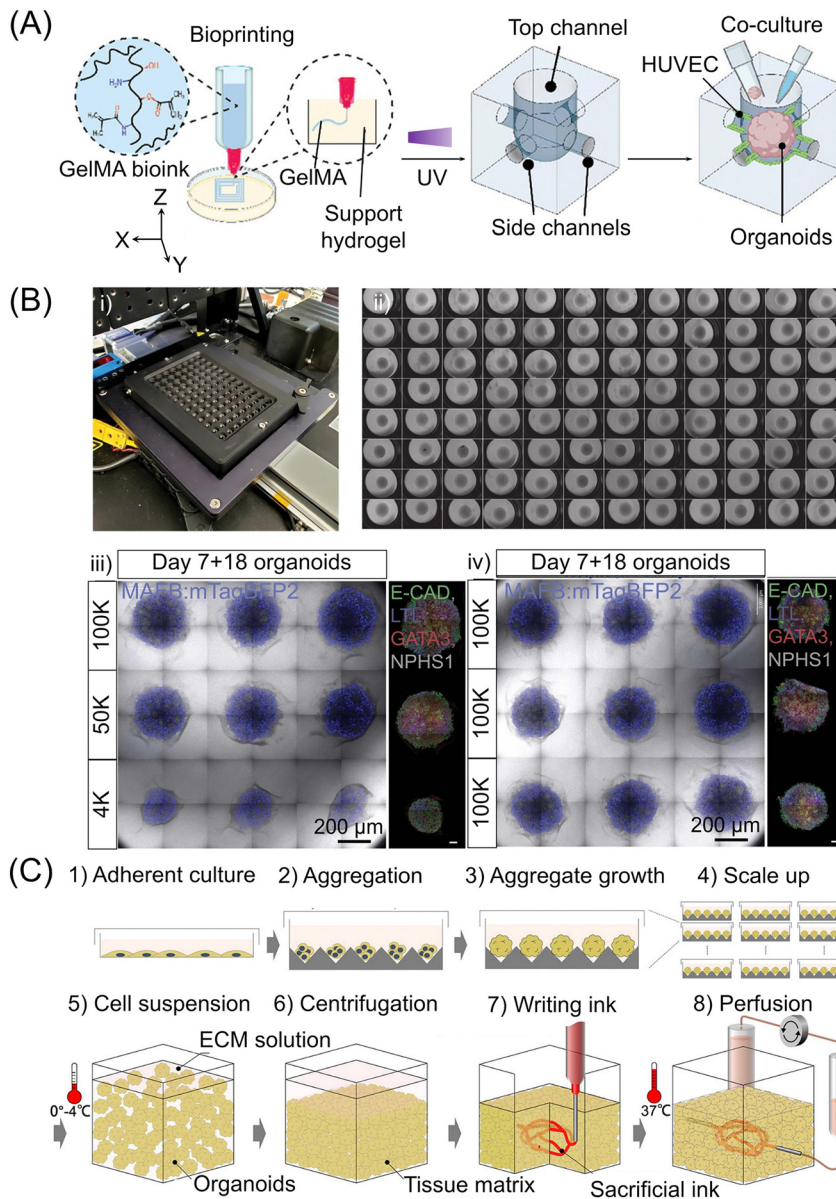 (A)
Bioprinting
Top channel
Co-culture
HUVEC
OH
H₂N
GelMA bioink
GelMA
UV
Z
X
Y
Support
hydrogel
Side channels
Organoids
(B)
i)
ii)
iii)
Day 7+18 organoids
MAFB:mTagBFP2
E-CAD,
LTL,
GATA3,
NPHS1
100K
50K
4K
200 µm
iv)
Day 7+18 organoids
MAFB:mTagBFP2
E-CAD,
LTL,
GATA3,
NPHS1
100K
100K
100K
200 µm
(C)
1) Adherent culture
2) Aggregation
3) Aggregate growth
4) Scale up
5) Cell suspension
6) Centrifugation
7) Writing ink
8) Perfusion
ECM solution
0°-4℃
37℃
Organoids
Tissue matrix
Sacrificial ink